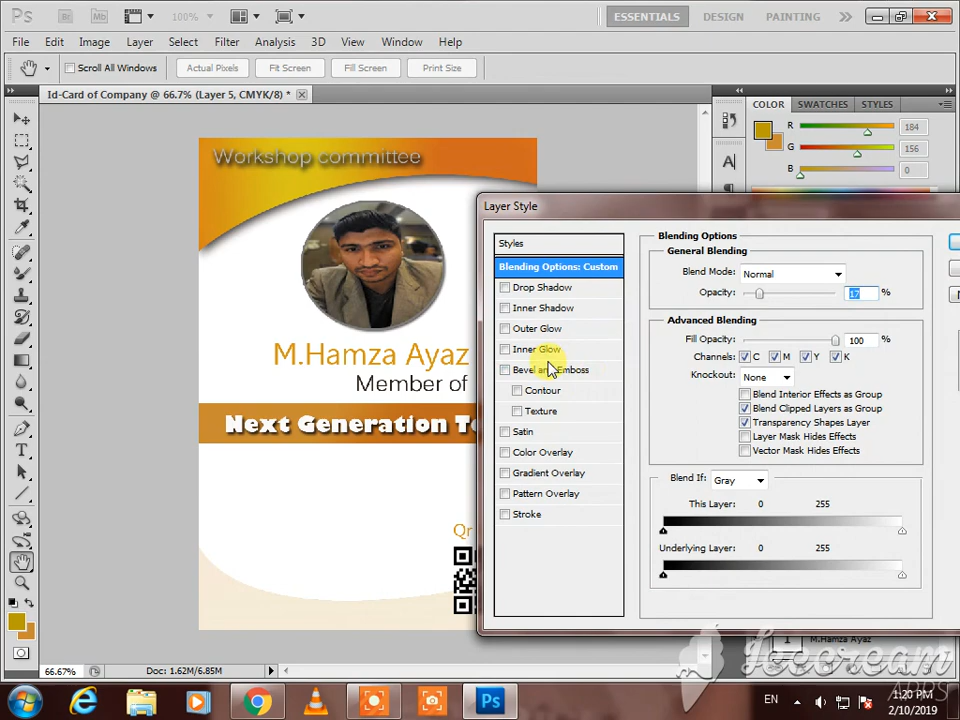 Ps Br Mb 100% ESSENTIALS DESIGN PAINTING
File Edit Image Layer Select Filter Analysis 3D View Window Help
Scroll All Windows Actual Pixels Fit Screen Fill Screen Print Size
Id-Card of Company @ 66.7% (Layer 5, CMYK/8) *
COLOR SWATCHES STYLES
R 184
G 156
B 0
Workshop committee
M.Hamza Ayaz
Member of
Next Generation Te
Qr
Layer Style
Styles
Blending Options: Custom
Drop Shadow
Inner Shadow
Outer Glow
Inner Glow
Bevel and Emboss
Contour
Texture
Satin
Color Overlay
Gradient Overlay
Pattern Overlay
Stroke
Blending Options
General Blending
Blend Mode: Normal
Opacity: 17 %
Advanced Blending
Fill Opacity: 100 %
Channels: C M Y K
Knockout: None
Blend Interior Effects as Group
Blend Clipped Layers as Group
Transparency Shapes Layer
Layer Mask Hides Effects
Vector Mask Hides Effects
Blend If: Gray
This Layer: 0 255
Underlying Layer: 0 255
M.Hamza Ayaz
66.67% Doc: 1.62M/6.85M
Icecream
APPS
EN 1:20 PM
2/10/2019